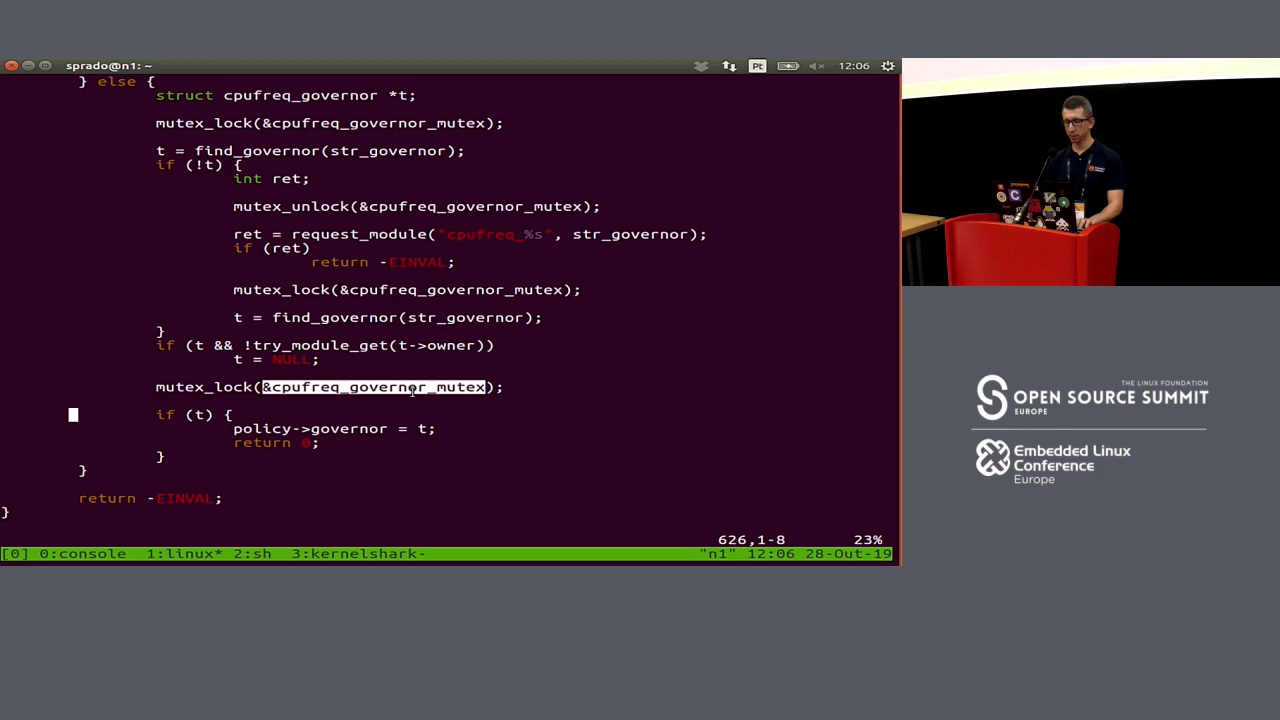 sprado@n1: ~
Pt
12:06
} else {
struct cpufreq_governor *t;
mutex_lock(&cpufreq_governor_mutex);
t = find_governor(str_governor);
if (!t) {
int ret;
mutex_unlock(&cpufreq_governor_mutex);
ret = request_module("cpufreq_%s", str_governor);
if (ret)
return -EINVAL;
mutex_lock(&cpufreq_governor_mutex);
t = find_governor(str_governor);
}
if (t && !try_module_get(t->owner))
t = NULL;
mutex_lock(&cpufreq_governor_mutex);
if (t) {
policy->governor = t;
return 0;
}
}
return -EINVAL;
}
626,1-8 23%
[0] 0:console 1:linux* 2:sh 3:kernelshark- "n1" 12:06 28-Oct-19
THE LINUX FOUNDATION
OPEN SOURCE SUMMIT
EUROPE
Embedded Linux
Conference
Europe